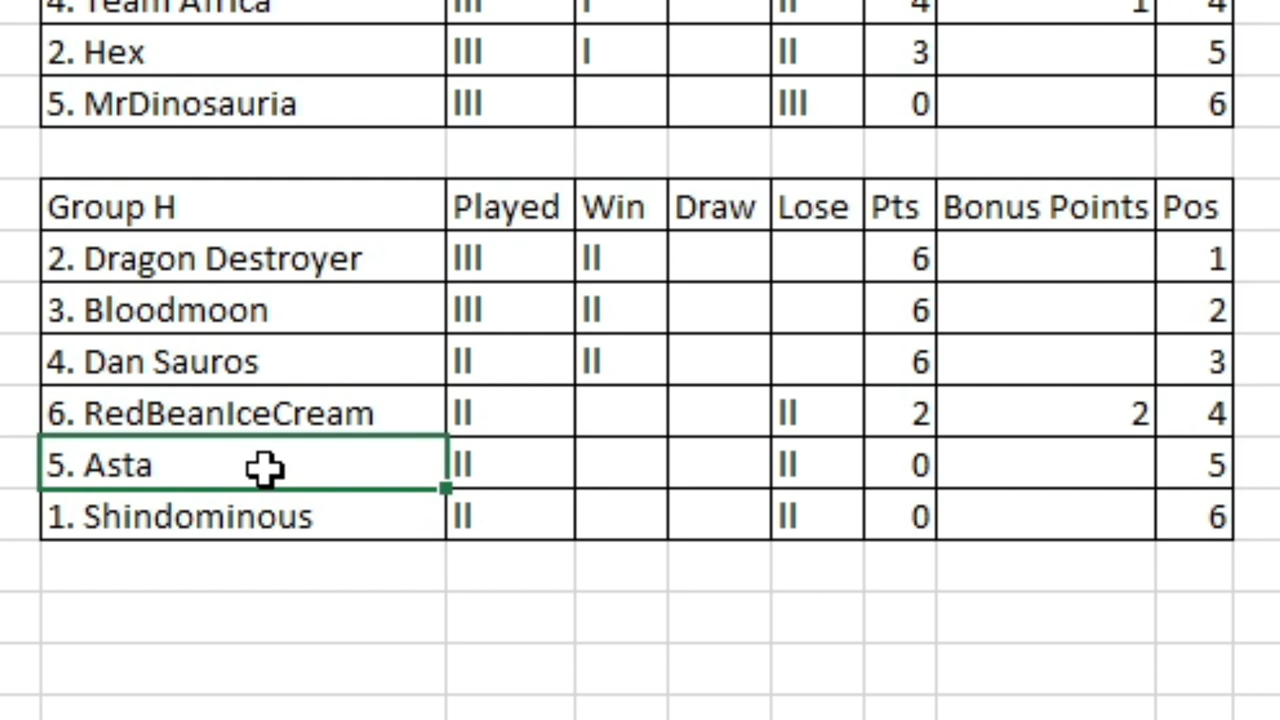 4. Team Africa III I II 4 1 4
2. Hex III I II 3 5
5. MrDinosauria III III 0 6
Group H Played Win Draw Lose Pts Bonus Points Pos
2. Dragon Destroyer III II 6 1
3. Bloodmoon III II 6 2
4. Dan Sauros II II 6 3
6. RedBeanIceCream II II 2 2 4
5. Asta II II 0 5
1. Shindominous II II 0 6